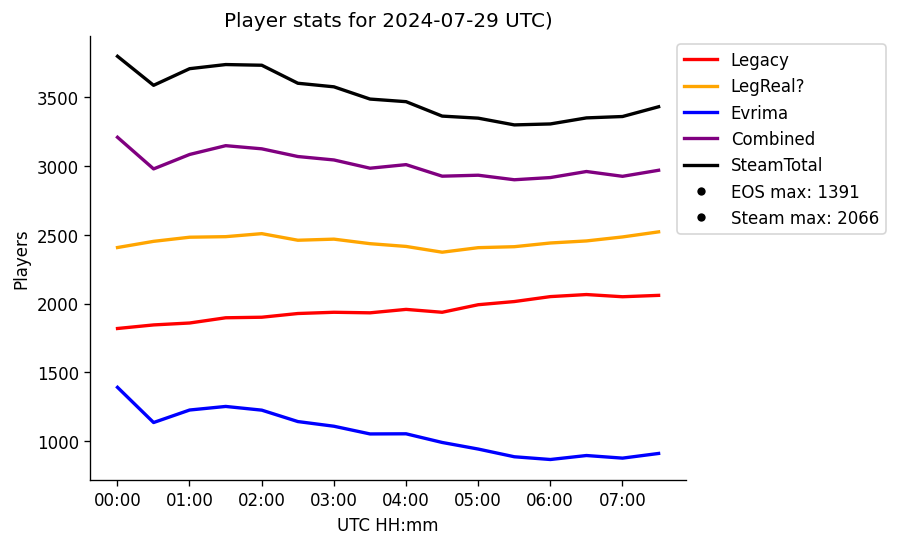 Player stats for 2024-07-29 UTC)
Legacy
LegReal?
Evrima
Combined
SteamTotal
EOS max: 1391
Steam max: 2066
Players
3500
3000
2500
2000
1500
1000
00:00 01:00 02:00 03:00 04:00 05:00 06:00 07:00
UTC HH:mm